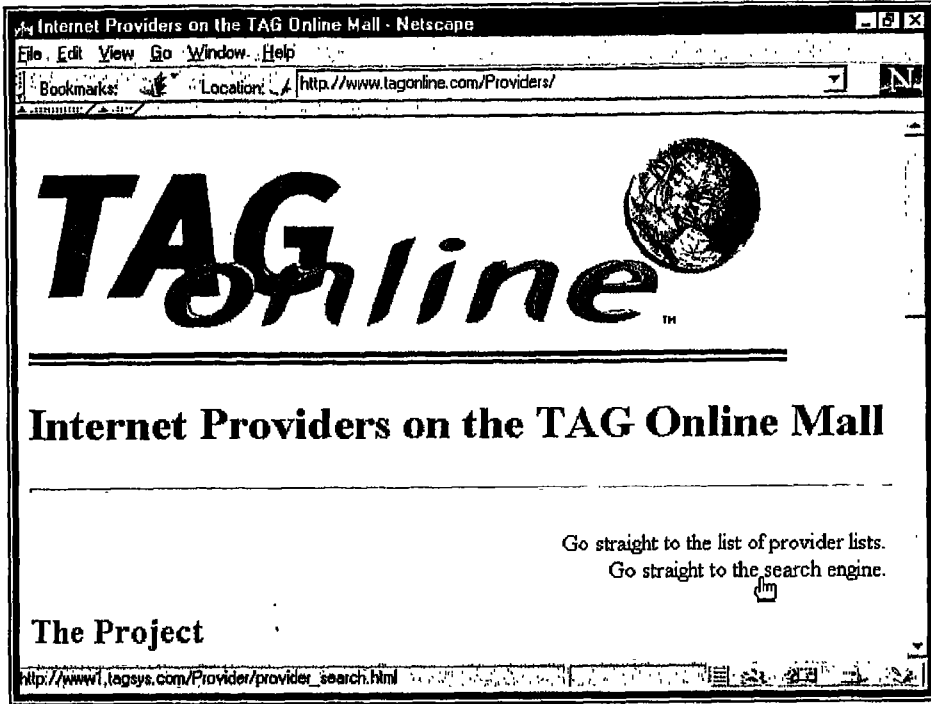 Internet Providers on the TAG Online Mall - Netscape
File Edit View Go Window Help
Bookmarks: Location: http://www.tagonline.com/Providers/
N
TAG
online
TM
Internet Providers on the TAG Online Mall
Go straight to the list of provider lists.
Go straight to the search engine.
The Project
http://www1.tagsys.com/Provider/provider_search.html